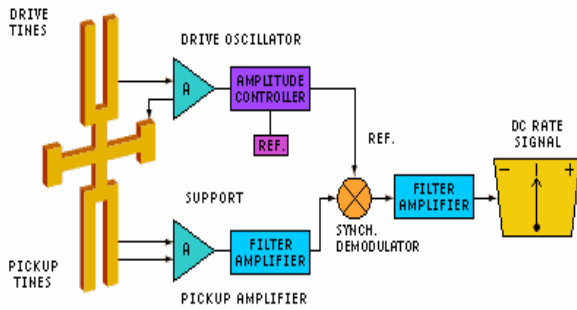 DRIVE
TINES
DRIVE OSCILLATOR
A
AMPLITUDE
CONTROLLER
REF.
REF.
DC RATE
SIGNAL
− | +
SUPPORT
A
FILTER
AMPLIFIER
SYNCH.
DEMODULATOR
FILTER
AMPLIFIER
PICKUP
TINES
PICKUP AMPLIFIER